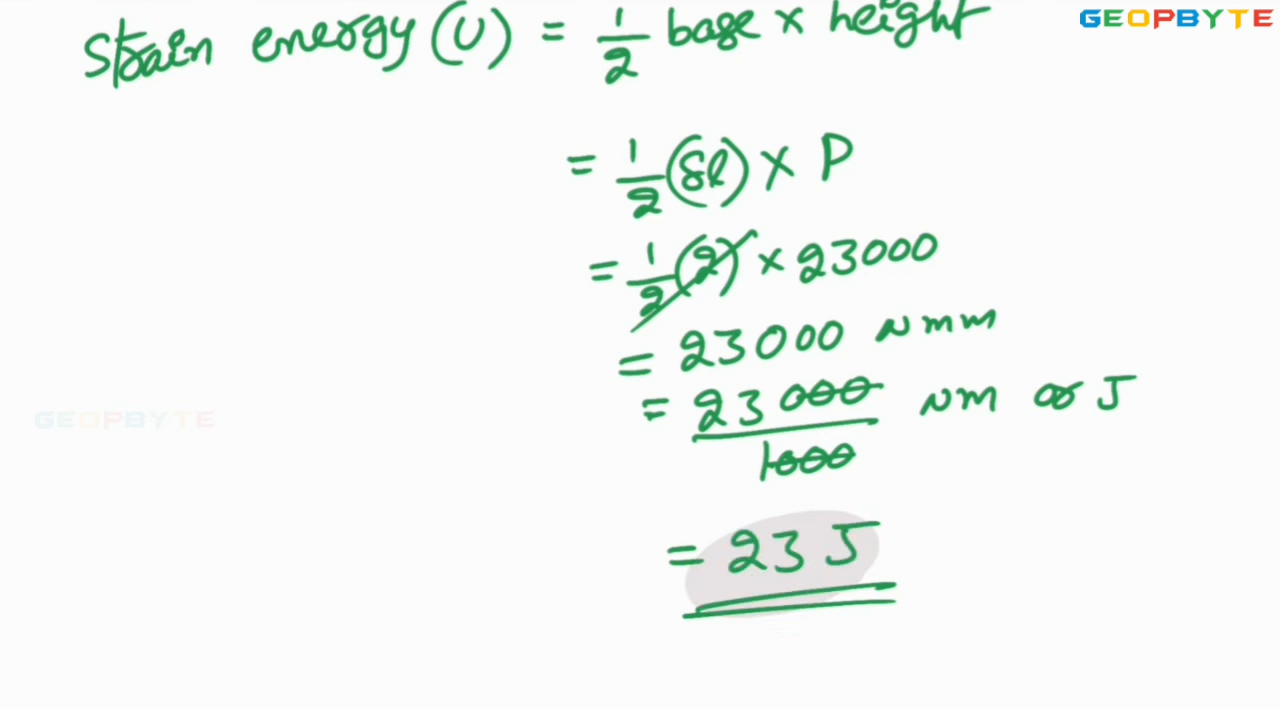 GEOPBYTE
Strain energy (U) = 1/2 base × height
= 1/2 (δl) × P
= 1/2 (2) × 23000
= 23000 Nmm
= 23000/1000 Nm or J
GEOPBYTE
= 23 J